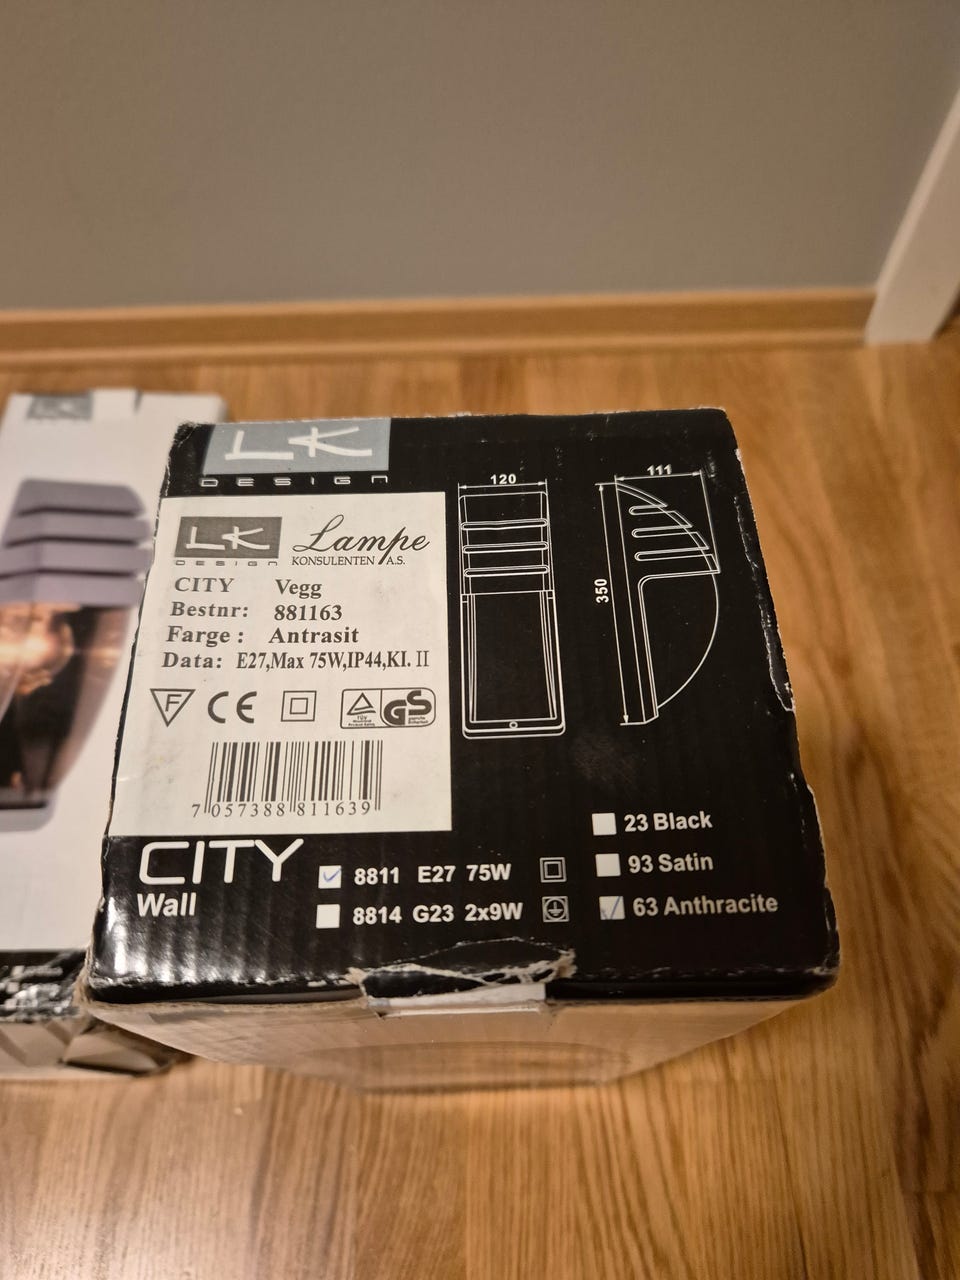 LK
DESIGN
LK
DESIGN
Lampe
KONSULENTEN A.S.
CITY Vegg
Bestnr: 881163
Farge : Antrasit
Data: E27,Max 75W,IP44,KI. II
F CE GS
7 057388 811639
120
111
350
CITY
Wall
8811 E27 75W
8814 G23 2x9W
23 Black
93 Satin
63 Anthracite